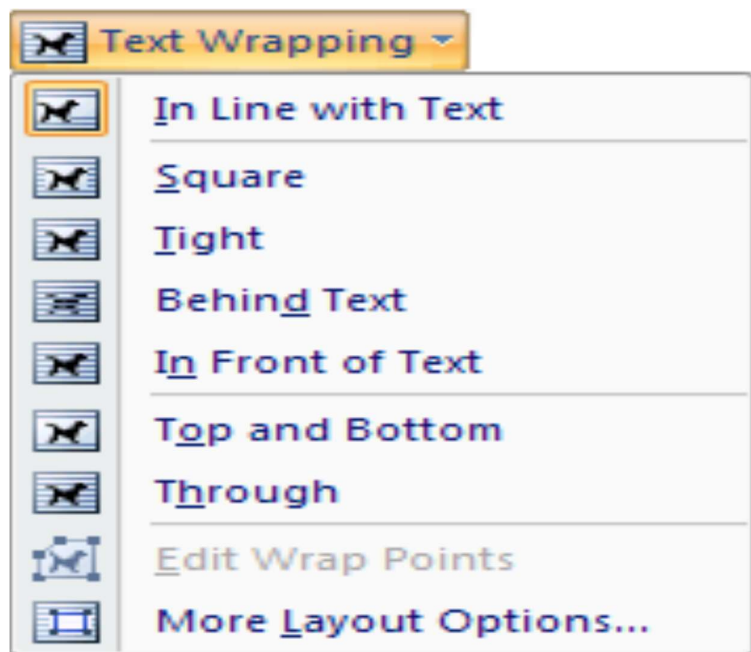 Text Wrapping
In Line with Text
Square
Tight
Behind Text
In Front of Text
Top and Bottom
Through
Edit Wrap Points
More Layout Options...